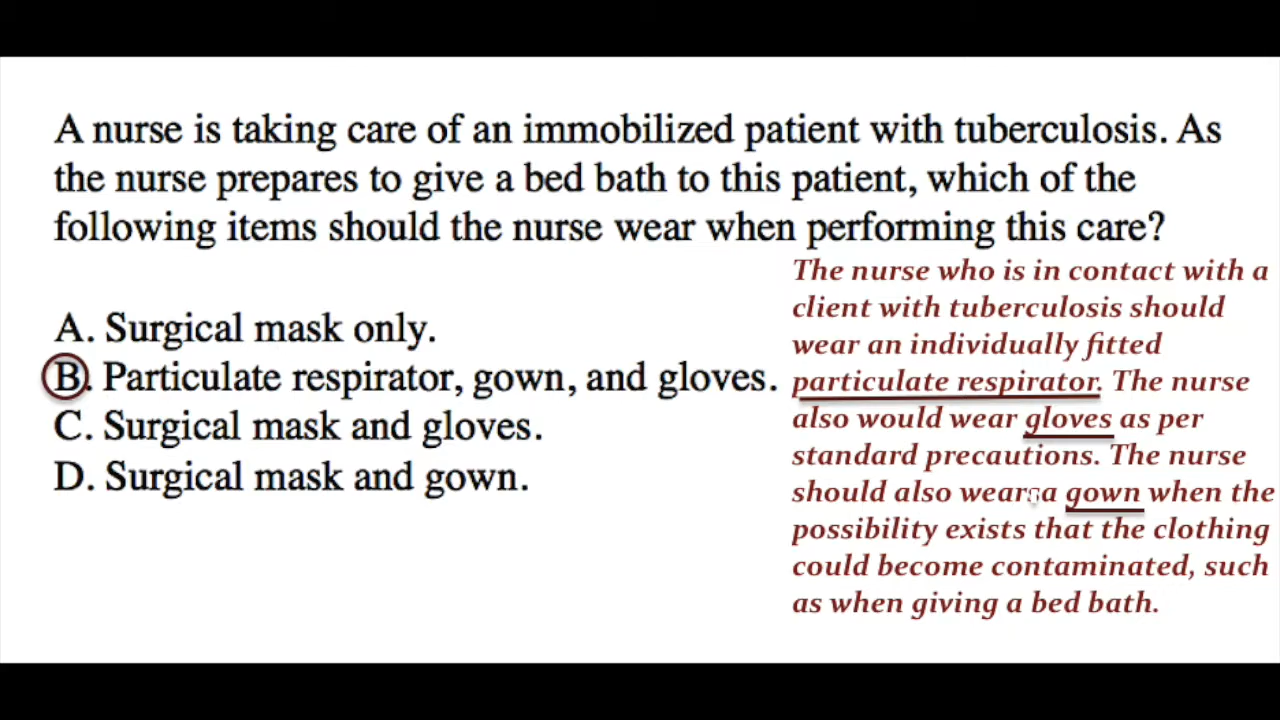 A nurse is taking care of an immobilized patient with tuberculosis. As
the nurse prepares to give a bed bath to this patient, which of the
following items should the nurse wear when performing this care?
A. Surgical mask only.
B. Particulate respirator, gown, and gloves.
C. Surgical mask and gloves.
D. Surgical mask and gown.
The nurse who is in contact with a
client with tuberculosis should
wear an individually fitted
particulate respirator. The nurse
also would wear gloves as per
standard precautions. The nurse
should also wear a gown when the
possibility exists that the clothing
could become contaminated, such
as when giving a bed bath.